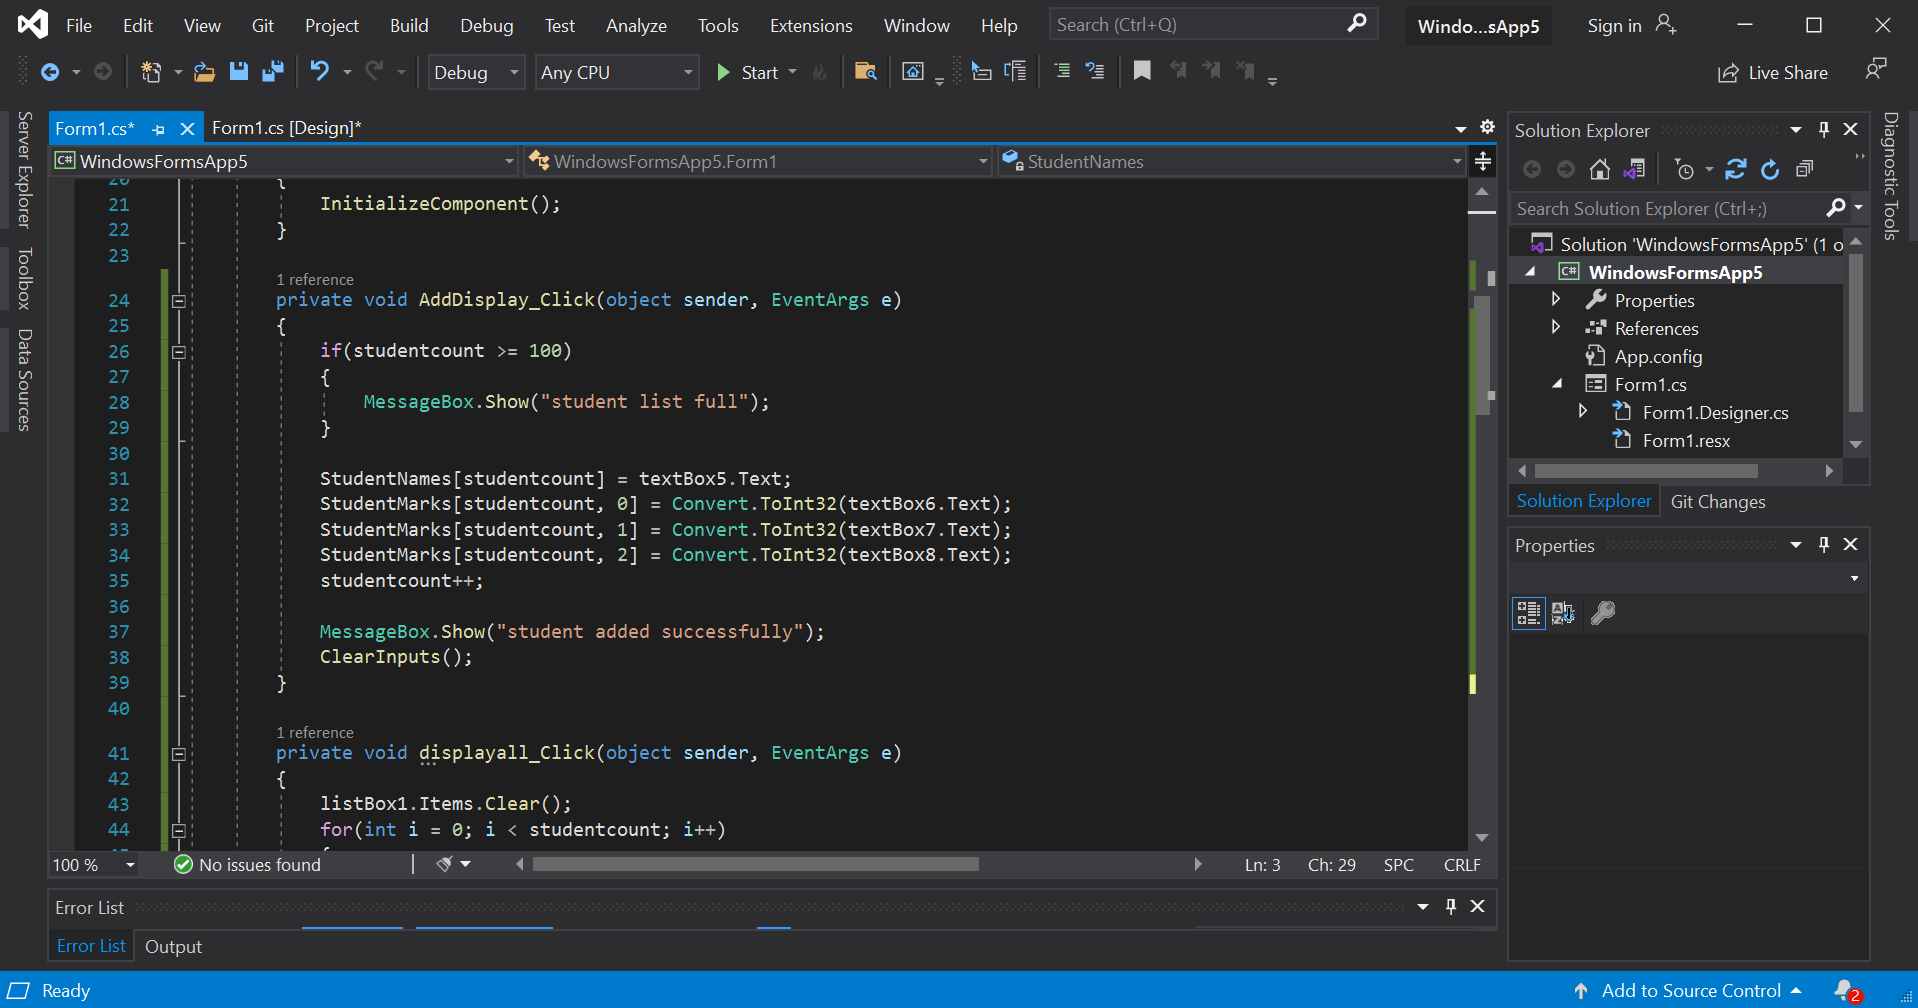 File Edit View Git Project Build Debug Test Analyze Tools Extensions Window Help Search (Ctrl+Q) Windo...sApp5 Sign in
Debug Any CPU Start Live Share
Server Explorer
Toolbox
Data Sources
Form1.cs* Form1.cs [Design]*
WindowsFormsApp5 WindowsFormsApp5.Form1 StudentNames
20 {
21 InitializeComponent();
22 }
23
1 reference
24 private void AddDisplay_Click(object sender, EventArgs e)
25 {
26 if(studentcount >= 100)
27 {
28 MessageBox.Show("student list full");
29 }
30
31 StudentNames[studentcount] = textBox5.Text;
32 StudentMarks[studentcount, 0] = Convert.ToInt32(textBox6.Text);
33 StudentMarks[studentcount, 1] = Convert.ToInt32(textBox7.Text);
34 StudentMarks[studentcount, 2] = Convert.ToInt32(textBox8.Text);
35 studentcount++;
36
37 MessageBox.Show("student added successfully");
38 ClearInputs();
39 }
40
1 reference
41 private void displayall_Click(object sender, EventArgs e)
42 {
43 listBox1.Items.Clear();
44 for(int i = 0; i < studentcount; i++)
100 % No issues found Ln: 3 Ch: 29 SPC CRLF
Error List
Error List Output
Solution Explorer
Search Solution Explorer (Ctrl+;)
Solution 'WindowsFormsApp5' (1 o
C# WindowsFormsApp5
Properties
References
App.config
Form1.cs
Form1.Designer.cs
Form1.resx
Solution Explorer Git Changes
Properties
Diagnostic Tools
Ready Add to Source Control 2